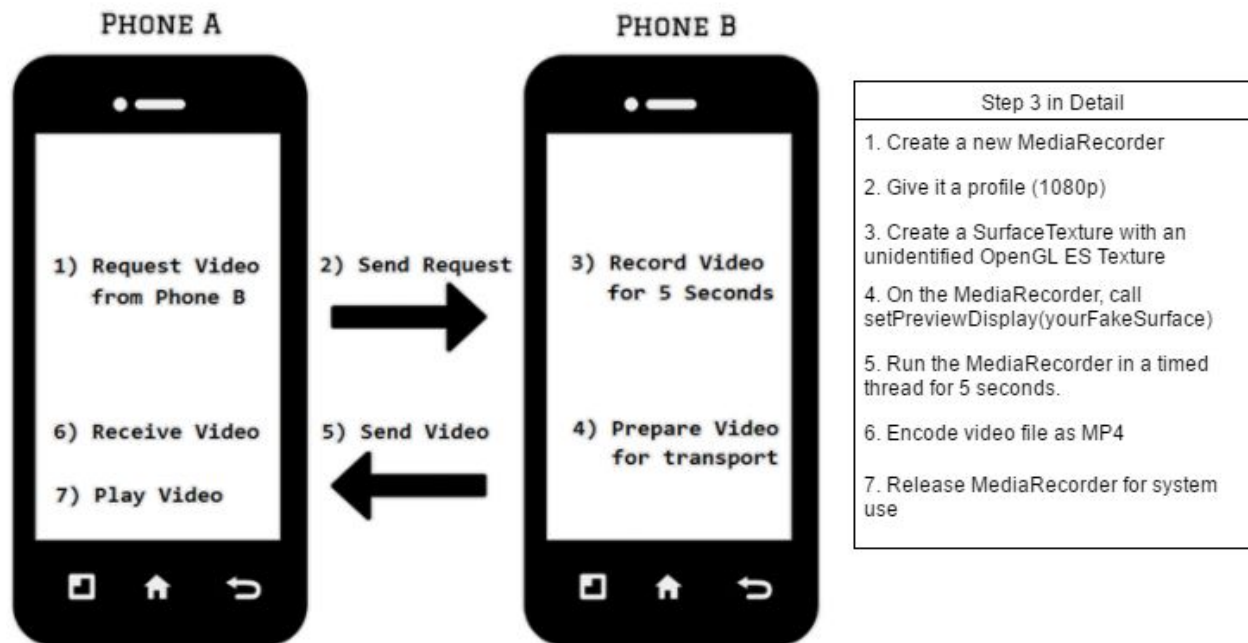 PHONE A
1) Request Video
from Phone B
2) Send Request
PHONE B
3) Record Video
for 5 Seconds
4) Prepare Video
for transport
5) Send Video
6) Receive Video
7) Play Video
Step 3 in Detail
1. Create a new MediaRecorder
2. Give it a profile (1080p)
3. Create a SurfaceTexture with an
unidentified OpenGL ES Texture
4. On the MediaRecorder, call
setPreviewDisplay(yourFakeSurface)
5. Run the MediaRecorder in a timed
thread for 5 seconds.
6. Encode video file as MP4
7. Release MediaRecorder for system
use